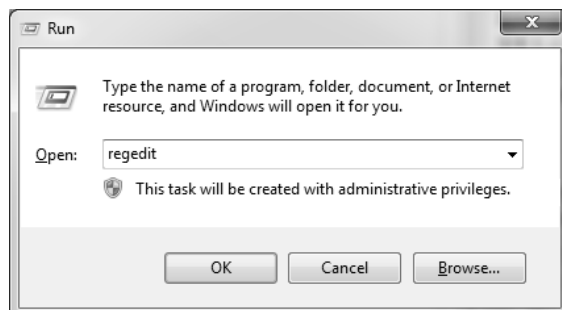 Run
x
Type the name of a program, folder, document, or Internet
resource, and Windows will open it for you.
Open: regedit
This task will be created with administrative privileges.
OK Cancel Browse...